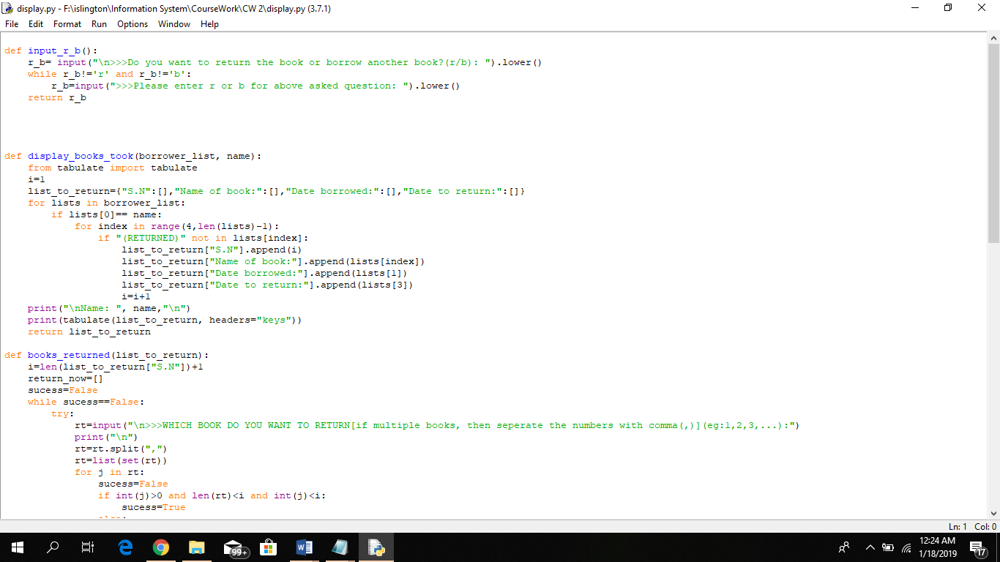 display.py - F:\islington\Information System\CourseWork\CW 2\display.py (3.7.1)
File Edit Format Run Options Window Help
def input_r_b():
    r_b= input("\n>>>Do you want to return the book or borrow another book?(r/b): ").lower()
    while r_b!='r' and r_b!='b':
        r_b=input(">>>Please enter r or b for above asked question: ").lower()
    return r_b
def display_books_took(borrower_list, name):
    from tabulate import tabulate
    i=1
    list_to_return={"S.N":[],"Name of book:":[],"Date borrowed:":[],"Date to return:":[]}
    for lists in borrower_list:
        if lists[0]== name:
            for index in range(4,len(lists)-1):
                if "(RETURNED)" not in lists[index]:
                    list_to_return["S.N"].append(i)
                    list_to_return["Name of book:"].append(lists[index])
                    list_to_return["Date borrowed:"].append(lists[1])
                    list_to_return["Date to return:"].append(lists[3])
                    i=i+1
    print("\nName: ", name,"\n")
    print(tabulate(list_to_return, headers="keys"))
    return list_to_return
def books_returned(list_to_return):
    i=len(list_to_return["S.N"])+1
    return_now=[]
    sucess=False
    while sucess==False:
        try:
            rt=input("\n>>>WHICH BOOK DO YOU WANT TO RETURN[if multiple books, then seperate the numbers with comma(,)](eg:1,2,3,...):")
            print("\n")
            rt=rt.split(",")
            rt=list(set(rt))
            for j in rt:
                sucess=False
                if int(j)>0 and len(rt)<i and int(j)<i:
                    sucess=True
                else:
Ln: 1 Col: 0
99+
12:24 AM
1/18/2019
17